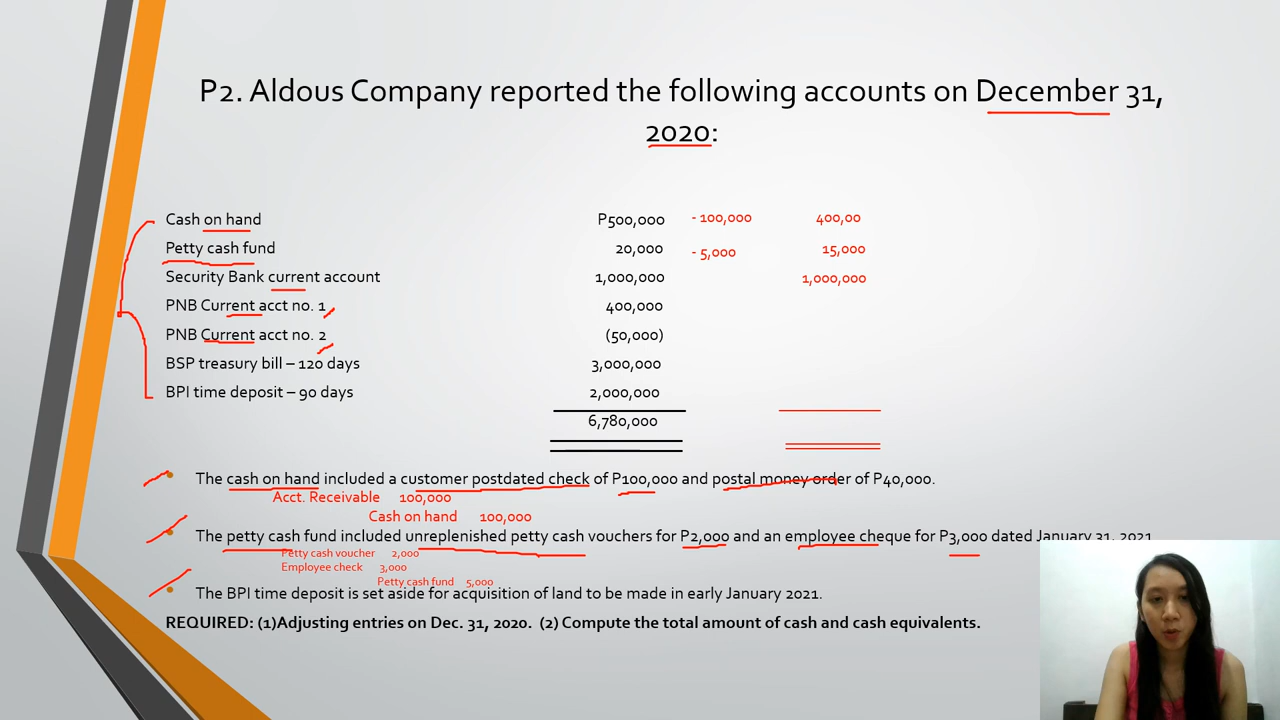 P2. Aldous Company reported the following accounts on December 31,
2020:
Cash on hand P500,000 - 100,000 400,00
Petty cash fund 20,000 - 5,000 15,000
Security Bank current account 1,000,000 1,000,000
PNB Current acct no. 1 400,000
PNB Current acct no. 2 (50,000)
BSP treasury bill – 120 days 3,000,000
BPI time deposit – 90 days 2,000,000
6,780,000
The cash on hand included a customer postdated check of P100,000 and postal money order of P40,000.
Acct. Receivable 100,000
Cash on hand 100,000
The petty cash fund included unreplenished petty cash vouchers for P2,000 and an employee cheque for P3,000 dated January 31, 2021.
Petty cash voucher 2,000
Employee check 3,000
Petty cash fund 5,000
The BPI time deposit is set aside for acquisition of land to be made in early January 2021.
REQUIRED: (1)Adjusting entries on Dec. 31, 2020. (2) Compute the total amount of cash and cash equivalents.